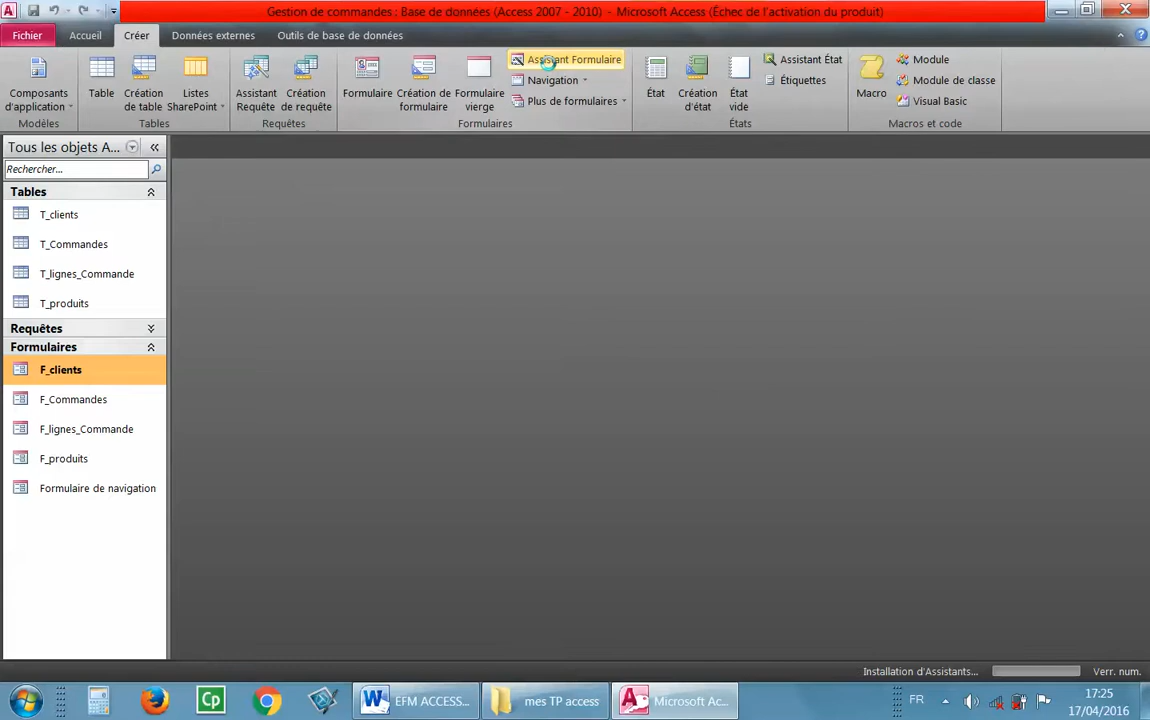 Gestion de commandes : Base de données (Access 2007 - 2010) - Microsoft Access (Échec de l'activation du produit)
Fichier Accueil Créer Données externes Outils de base de données
Composants d'application
Table
Création de table
Listes SharePoint
Assistant Requête
Création de requête
Formulaire
Création de formulaire
Formulaire vierge
Assistant Formulaire
Navigation
Plus de formulaires
État
Création d'état
État vide
Assistant État
Étiquettes
Macro
Module
Module de classe
Visual Basic
Modèles Tables Requêtes Formulaires États Macros et code
Tous les objets A...
Rechercher...
Tables
T_clients
T_Commandes
T_lignes_Commande
T_produits
Requêtes
Formulaires
F_clients
F_Commandes
F_lignes_Commande
F_produits
Formulaire de navigation
Installation d'Assistants... Verr. num.
Cp
EFM ACCESS... mes TP access Microsoft Ac...
FR
17:25
17/04/2016